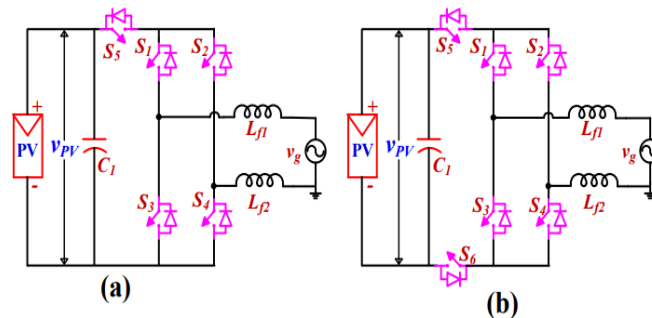 S5 S1 S2
+
PV
-
vPV
C1
Lf1
vg
S3 S4
Lf2
(a)
S5 S1 S2
+
PV
-
vPV
C1
Lf1
vg
S3 S4
Lf2
S6
(b)